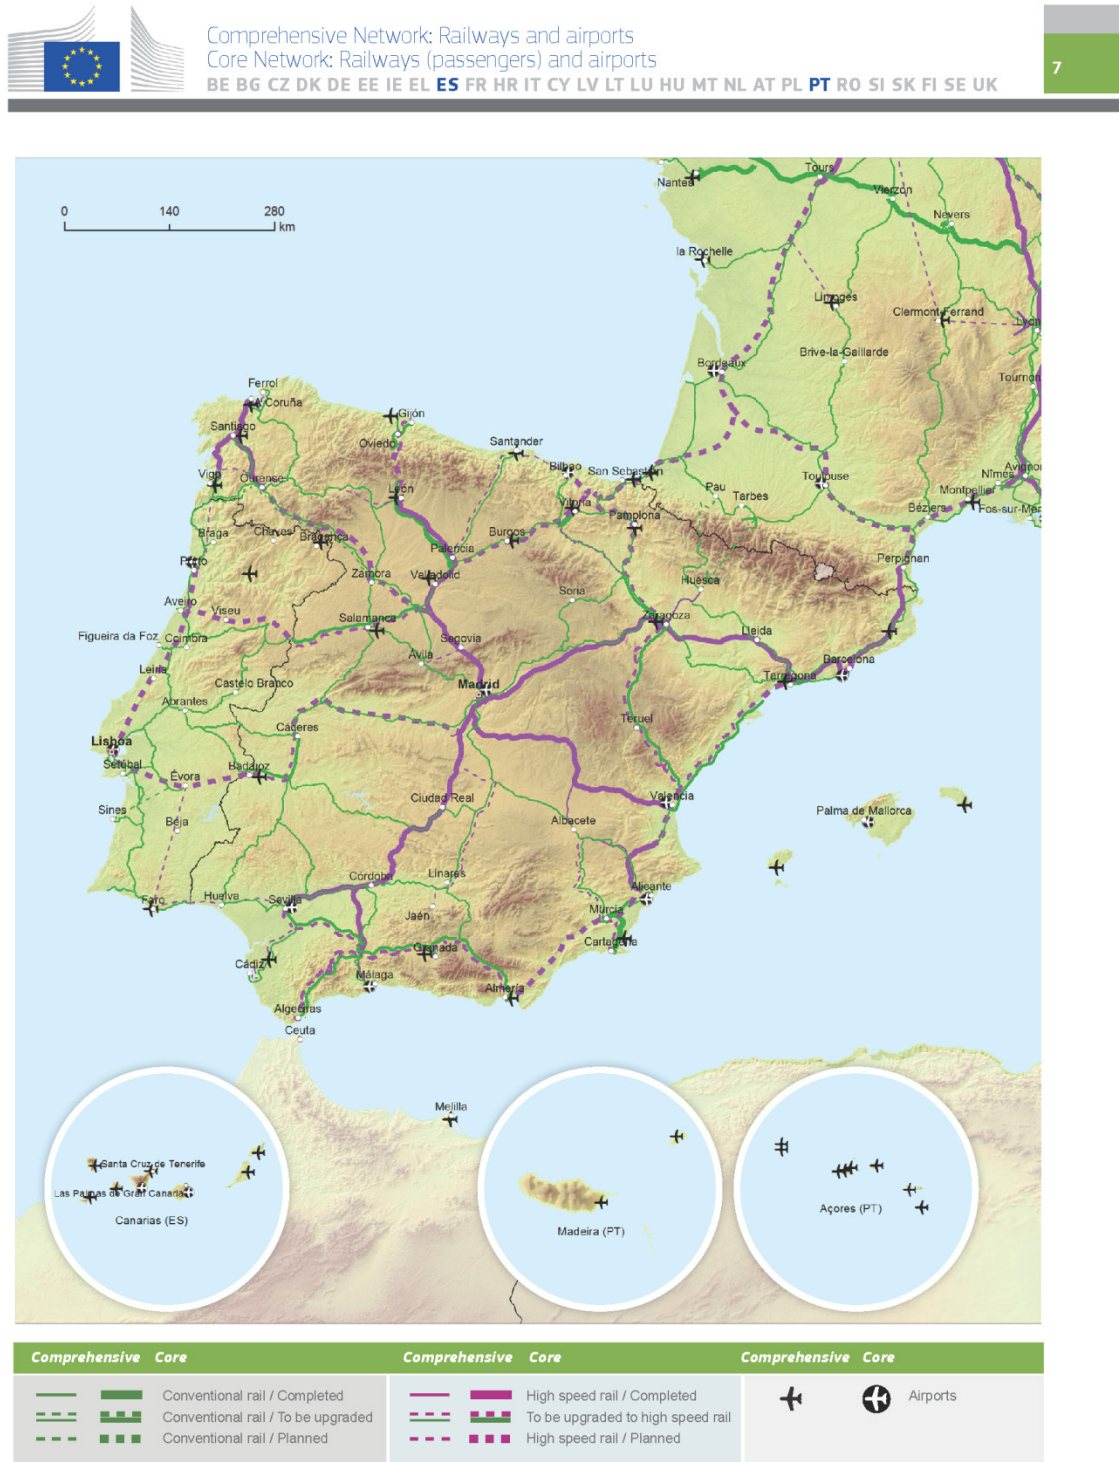 Comprehensive Network: Railways and airports
Core Network: Railways (passengers) and airports
BE BG CZ DK DE EE IE EL ES FR HR IT CY LV LT LU HU MT NL AT PL PT RO SI SK FI SE UK
7
0 140 280
km
Tours
Nantes
Vierzon
Nevers
la Rochelle
Limoges
Clermont-Ferrand
Lyon
Bordeaux
Brive-la-Gaillarde
Tournon
Ferrol
A Coruña
Gijón
Santiago
Oviedo
Santander
Bilbao
San Sebastián
Toulouse
Avignon
Nîmes
Vigo
Ourense
León
Pau
Tarbes
Montpellier
Béziers
Fos-sur-Mer
Vitoria
Pamplona
Braga
Chaves
Bragança
Burgos
Palencia
Perpignan
Porto
Zamora
Valladolid
Huesca
Soria
Aveiro
Viseu
Salamanca
Zaragoza
Lleida
Figueira da Foz
Coimbra
Segovia
Ávila
Barcelona
Leiria
Castelo Branco
Madrid
Tarragona
Abrantes
Teruel
Cáceres
Lisboa
Setúbal
Évora
Badajoz
Valencia
Ciudad Real
Palma de Mallorca
Sines
Beja
Albacete
Córdoba
Linares
Alicante
Faro
Huelva
Sevilla
Jaén
Murcia
Granada
Cartagena
Cádiz
Málaga
Almería
Algeciras
Ceuta
Melilla
Santa Cruz de Tenerife
Las Palmas de Gran Canaria
Canarias (ES)
Madeira (PT)
Açores (PT)
Comprehensive Core Comprehensive Core Comprehensive Core
Conventional rail / Completed High speed rail / Completed Airports
Conventional rail / To be upgraded To be upgraded to high speed rail
Conventional rail / Planned High speed rail / Planned